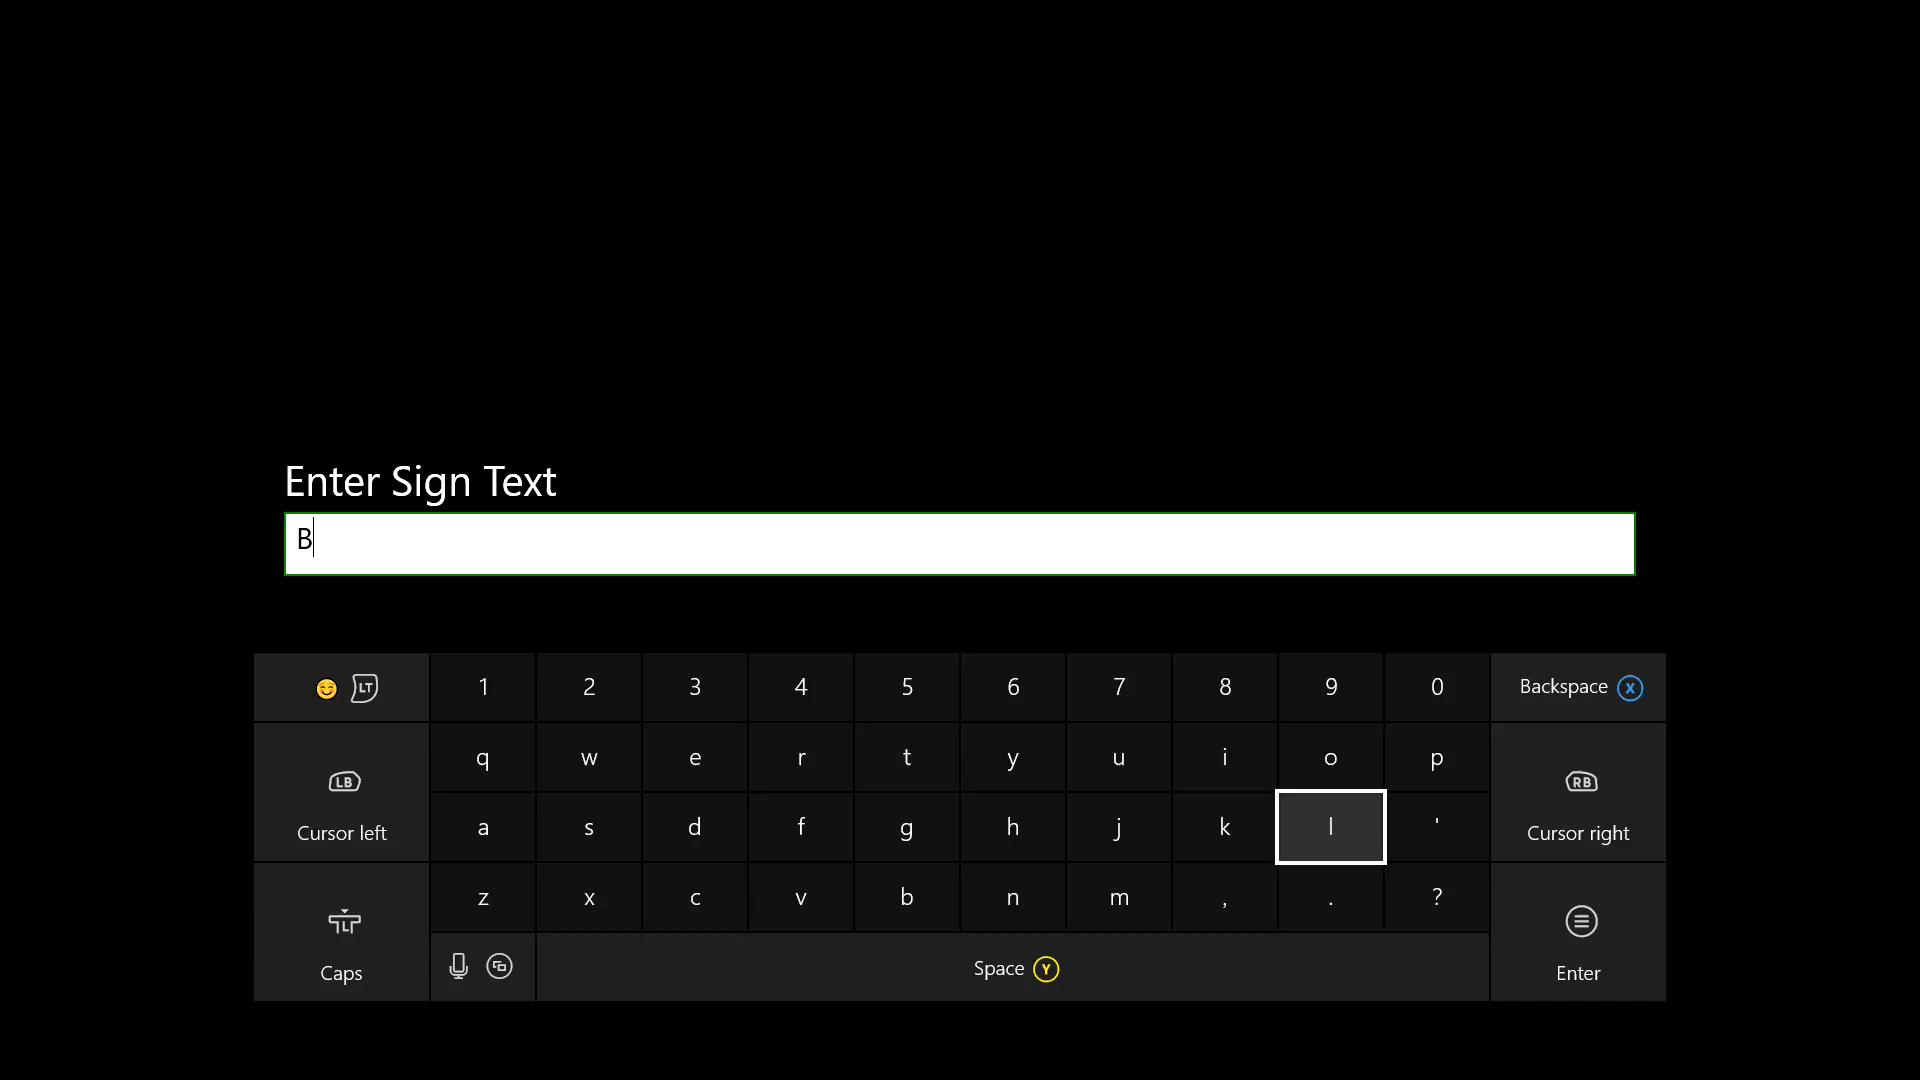 Enter Sign Text
B
😊 LT 1 2 3 4 5 6 7 8 9 0 Backspace X
q w e r t y u i o p
LB Cursor left a s d f g h j k l ' RB Cursor right
z x c v b n m , . ?
Caps Space Y Enter